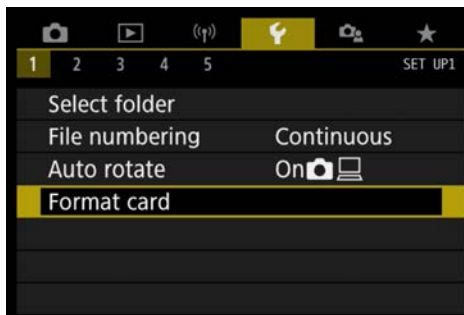 1 2 3 4 5 SET UP1
Select folder
File numbering Continuous
Auto rotate On
Format card